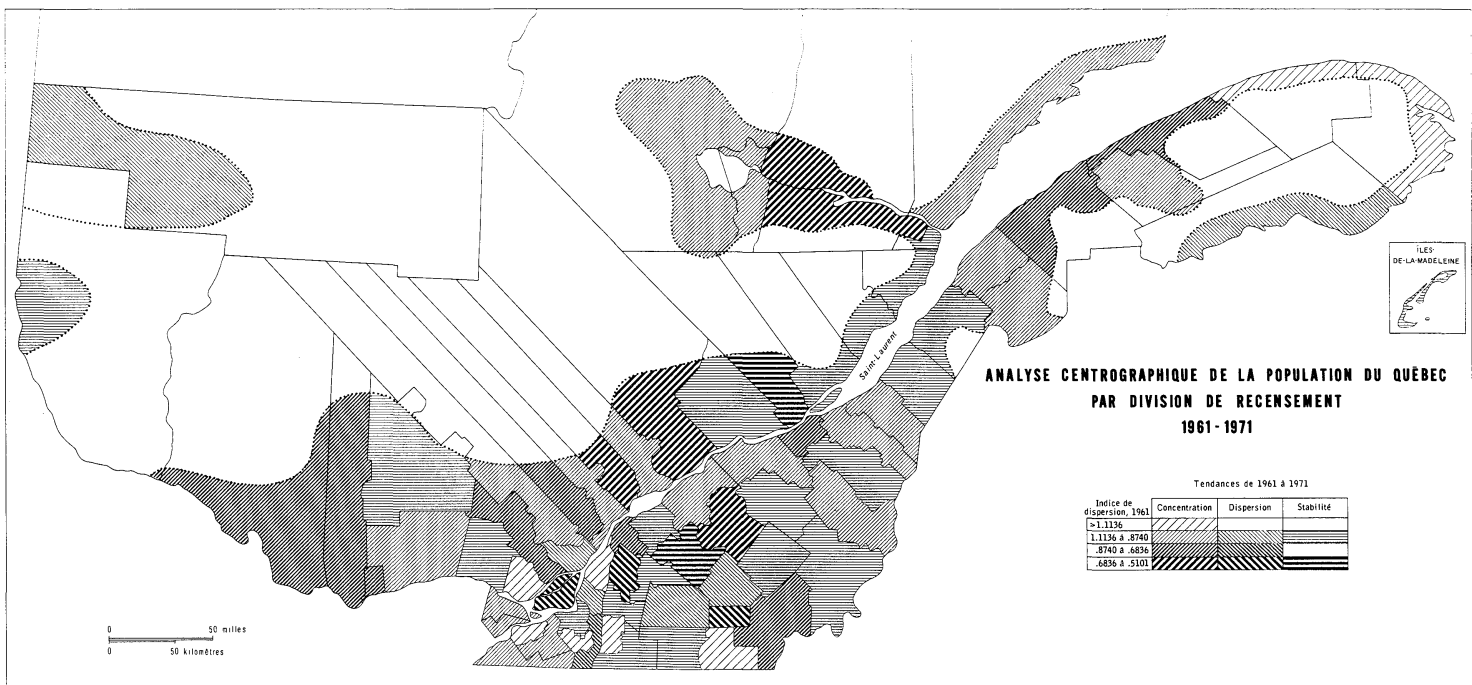 ÎLES-
DE-LA-MADELEINE
Saint-Laurent
ANALYSE CENTROGRAPHIQUE DE LA POPULATION DU QUÉBEC
PAR DIVISION DE RECENSEMENT
1961 - 1971
Tendances de 1961 à 1971
Indice de dispersion, 1961 Concentration Dispersion Stabilité
>1.1136
1.1136 à .8740
.8740 à .6836
.6836 à .5101
0 50 milles
0 50 kilomètres